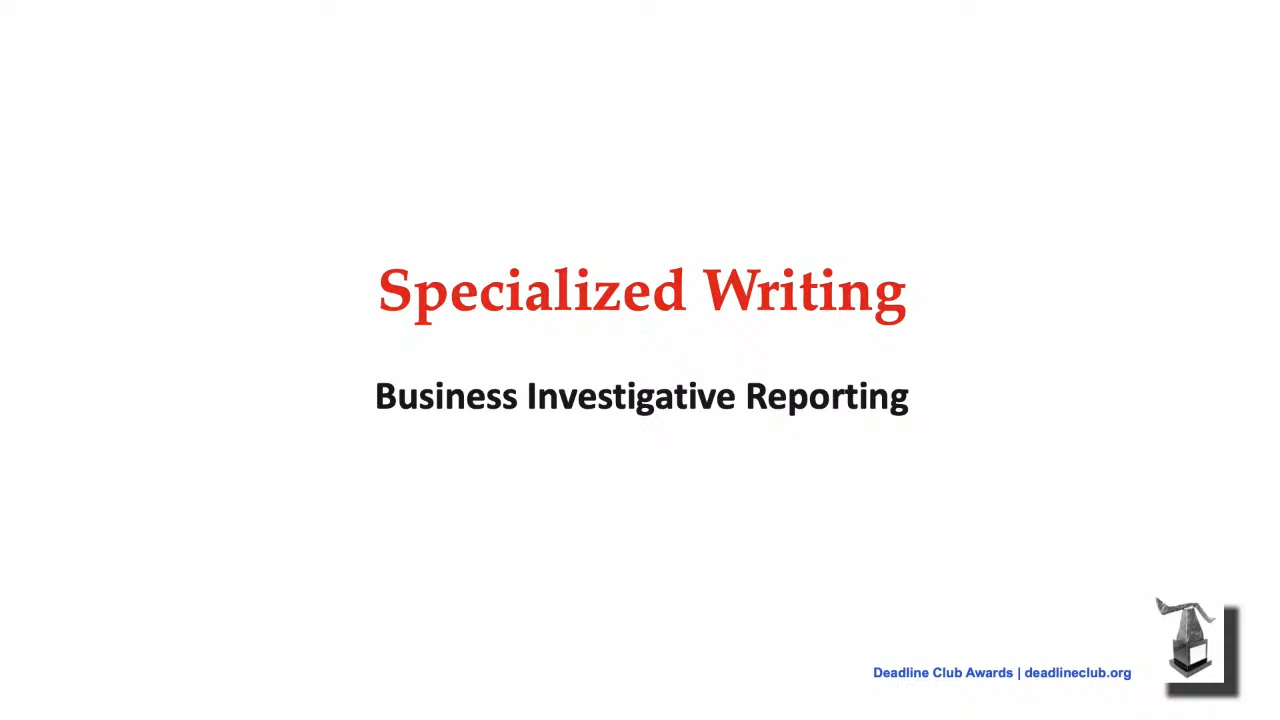 Specialized Writing
Business Investigative Reporting
Deadline Club Awards | deadlineclub.org